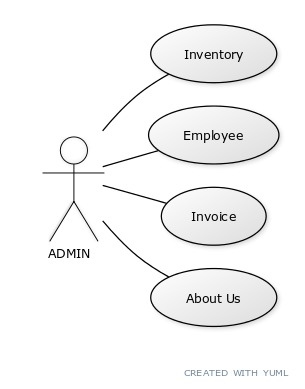 Inventory
Employee
Invoice
ADMIN
About Us
CREATED WITH YUML